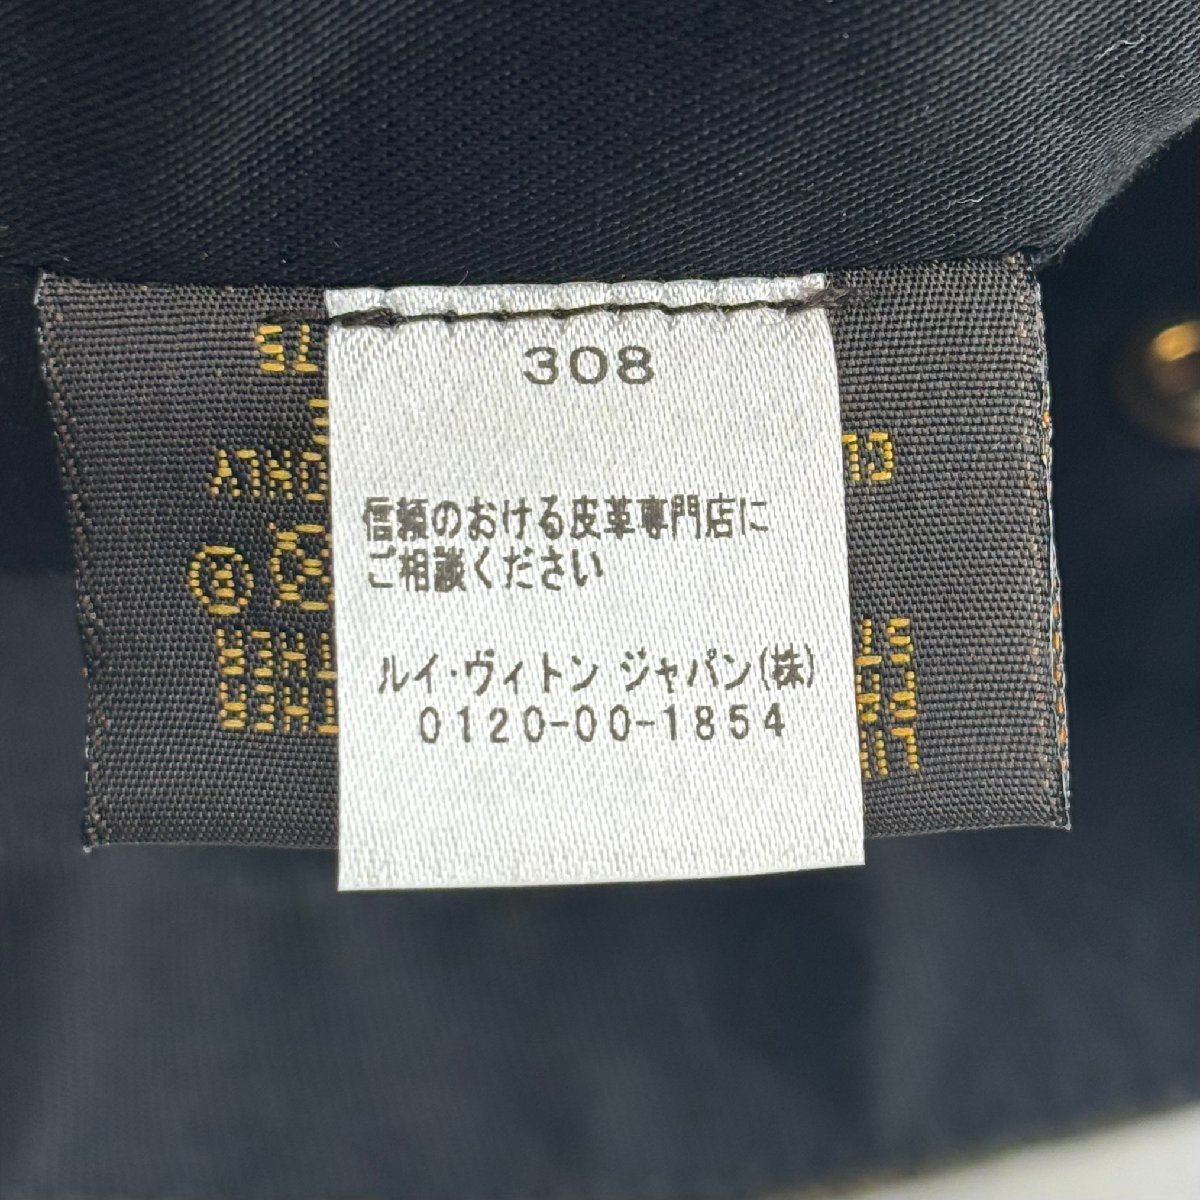 308
信頼のおける皮革専門店に
ご相談ください
ルイ・ヴィトン ジャパン(株)
0120-00-1854
ONLY